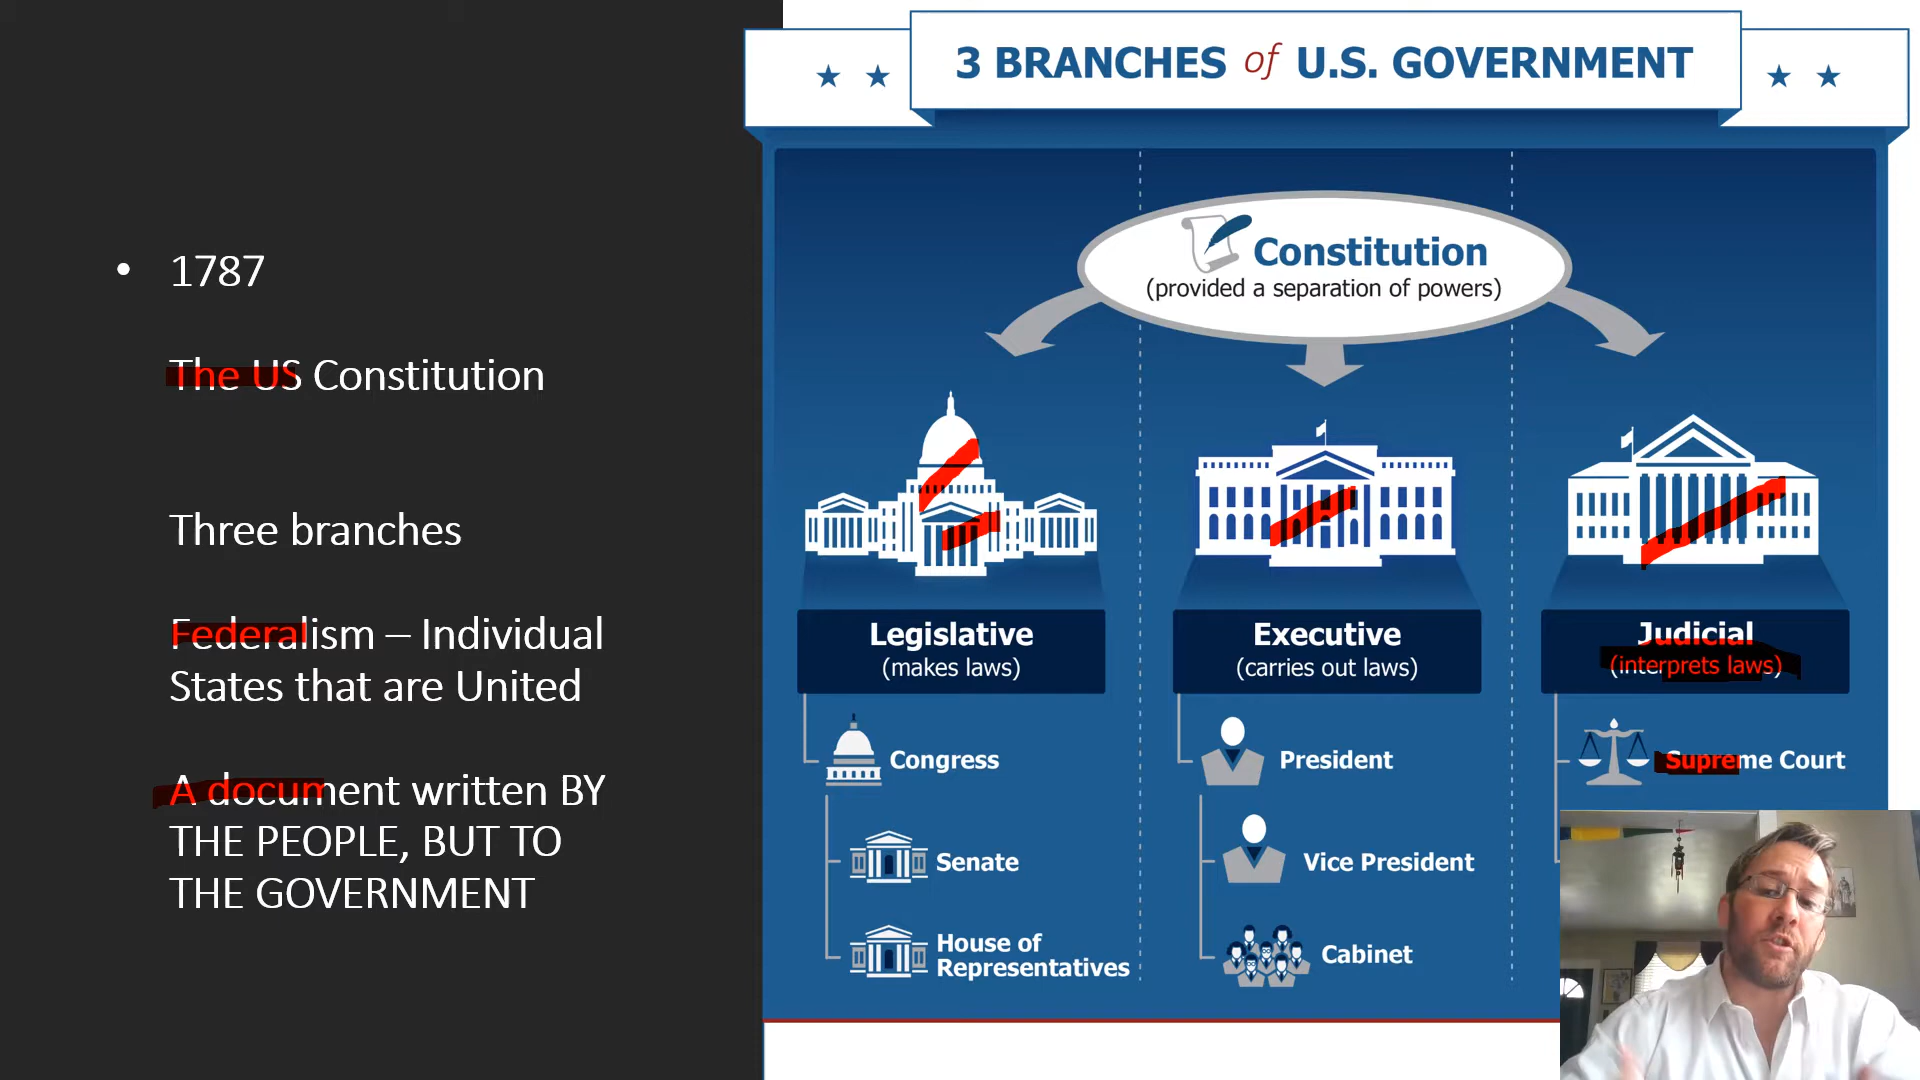 • 1787
The US Constitution
Three branches
Federalism – Individual
States that are United
A document written BY
THE PEOPLE, BUT TO
THE GOVERNMENT
3 BRANCHES of U.S. GOVERNMENT
Constitution
(provided a separation of powers)
Legislative
(makes laws)
Congress
Senate
House of
Representatives
Executive
(carries out laws)
President
Vice President
Cabinet
Judicial
(interprets laws)
Supreme Court